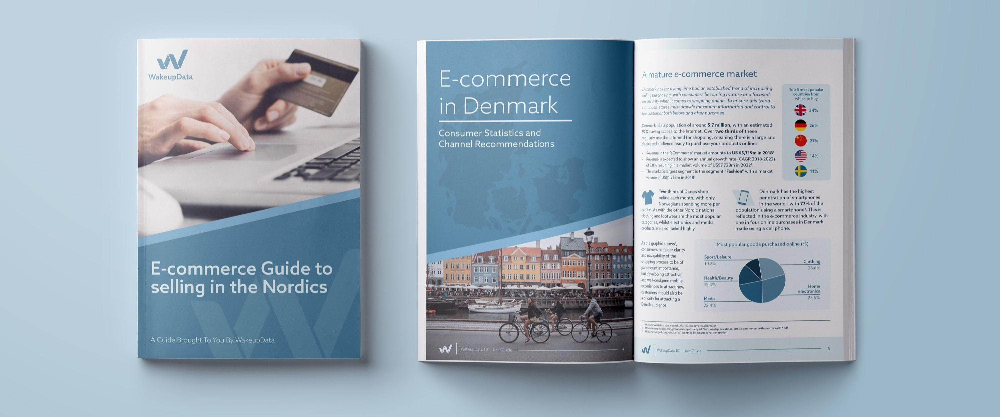 WakeupData
E-commerce Guide to
selling in the Nordics
A Guide Brought To You By WakeupData
E-commerce
in Denmark
Consumer Statistics and
Channel Recommendations
WakeupData 101 - User Guide
4
A mature e-commerce market
Denmark has for a long time had an established trend of increasing
online purchasing, with consumers becoming mature and focused
on security when it comes to shopping online. To ensure this trend
continues, stores must provide maximum information and control to
the customer both before and after purchase.
Denmark has a population of around 5.7 million, with an estimated
97% having access to the Internet. Over two thirds of these
regularly use the interned for shopping, meaning there is a large and
dedicated audience ready to purchase your products online:
• Revenue in the "eCommerce" market amounts to US $5,719m in 2018¹.
• Revenue is expected to show an annual growth rate (CAGR 2018-2022)
of 7.8% resulting in a market volume of US$7,728m in 2022¹.
• The market's largest segment is the segment "Fashion" with a market
volume of US$1,753m in 2018¹.
Top 5 most popular
countries from
which to buy
34%
26%
21%
14%
11%
Two-thirds of Danes shop
online each month, with only
Norwegians spending more per
capita². As with the other Nordic nations,
clothing and footwear are the most popular
categories, whilst electronics and media
products are also ranked highly.
Denmark has the highest
penetration of smartphones
in the world - with 77% of the
population using a smartphone³. This is
reflected in the e-commerce industry, with
one in four online purchases in Denmark
made using a cell phone.
As the graphic shows¹,
consumers consider clarity
and navigability of the
shopping process to be of
paramount importance,
but developing attractive
and well-designed mobile
experiences to attract new
customers should also be
a priority for attracting a
Danish audience.
Most popular goods purchased online (%)
Sport/Leisure
10,2%
Health/Beauty
15,3%
Media
22,4%
Clothing
28,6%
Home
electronics
23,5%
1. https://www.statista.com/outlook/243/133/ecommerce/denmark#
2. https://www.postnord.com/globalassets/global/english/document/publications/2017/e-commerce-in-the-nordics-2017.pdf
3. https://en.wikipedia.org/wiki/List_of_countries_by_smartphone_penetration
WakeupData 101 - User Guide
5